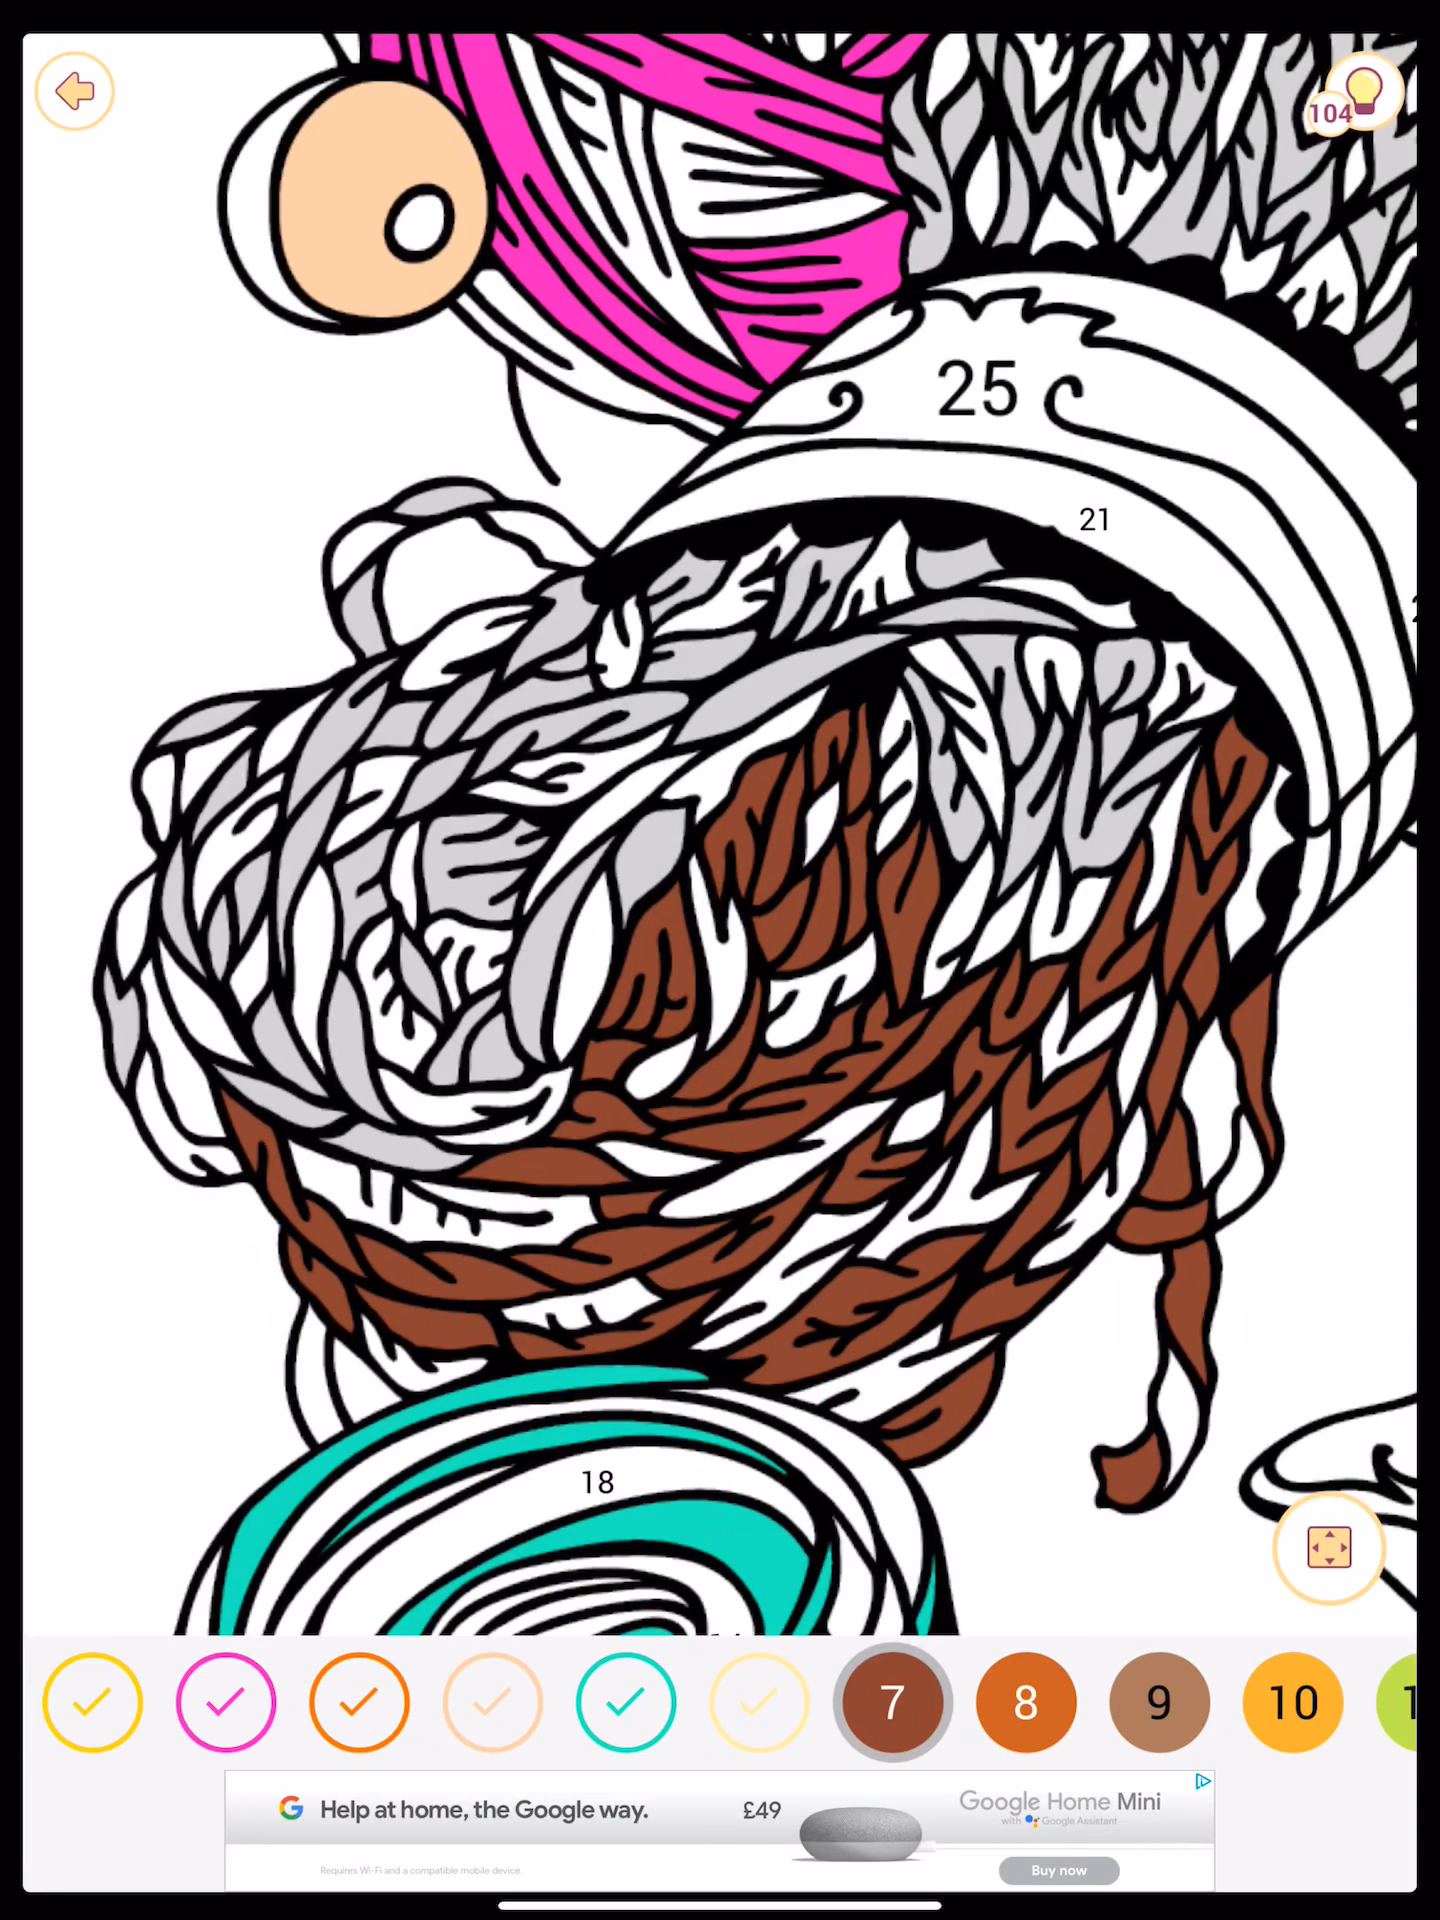 104
25
21
18
7
8
9
10
G Help at home, the Google way.
£49
Google Home Mini
with Google Assistant
Requires Wi-Fi and a compatible mobile device.
Buy now